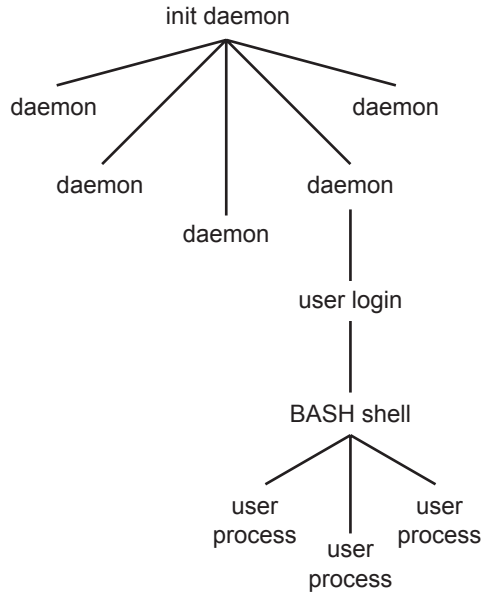 init daemon
daemon
daemon
daemon
daemon
daemon
user login
BASH shell
user
process
user
process
user
process